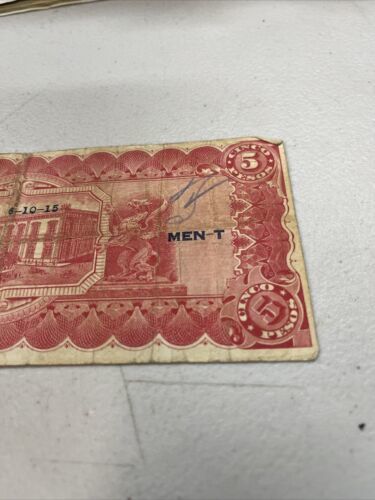 CINCO
5
PESOS
6-10-15
MEN-T
CINCO
5
PESOS